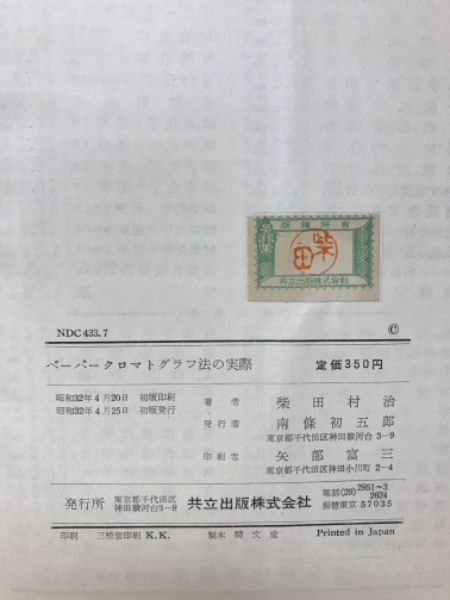 版権所有
柴田
共立出版株式会社
NDC 433.7 ©
ペーパークロマトグラフ法の実際 定価350円
昭和32年4月20日 初版印刷
昭和32年4月25日 初版発行
著者 柴田村治
発行者 南條初五郎
東京都千代田区神田駿河台3-9
印刷者 矢部富三
東京都千代田区神田小川町2-4
発行所 東京都千代田区神田駿河台3-9 共立出版株式会社 電話(29)2951~3 2624 振替東京57035
印刷 三稜堂印刷K.K. 製本 関文堂 Printed in Japan